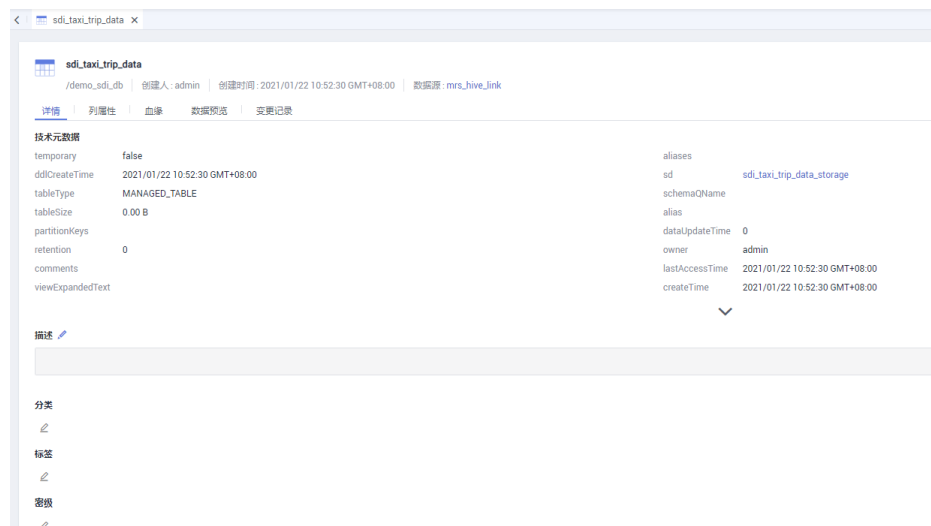 sdi_taxi_trip_data ×
sdi_taxi_trip_data
/demo_sdi_db 创建人 : admin 创建时间 : 2021/01/22 10:52:30 GMT+08:00 数据源 : mrs_hive_link
详情 列属性 血缘 数据预览 变更记录
技术元数据
temporary false aliases
ddlCreateTime 2021/01/22 10:52:30 GMT+08:00 sd sdi_taxi_trip_data_storage
tableType MANAGED_TABLE schemaQName
tableSize 0.00 B alias
partitionKeys dataUpdateTime 0
retention 0 owner admin
comments lastAccessTime 2021/01/22 10:52:30 GMT+08:00
viewExpandedText createTime 2021/01/22 10:52:30 GMT+08:00
描述
分类
标签
密级